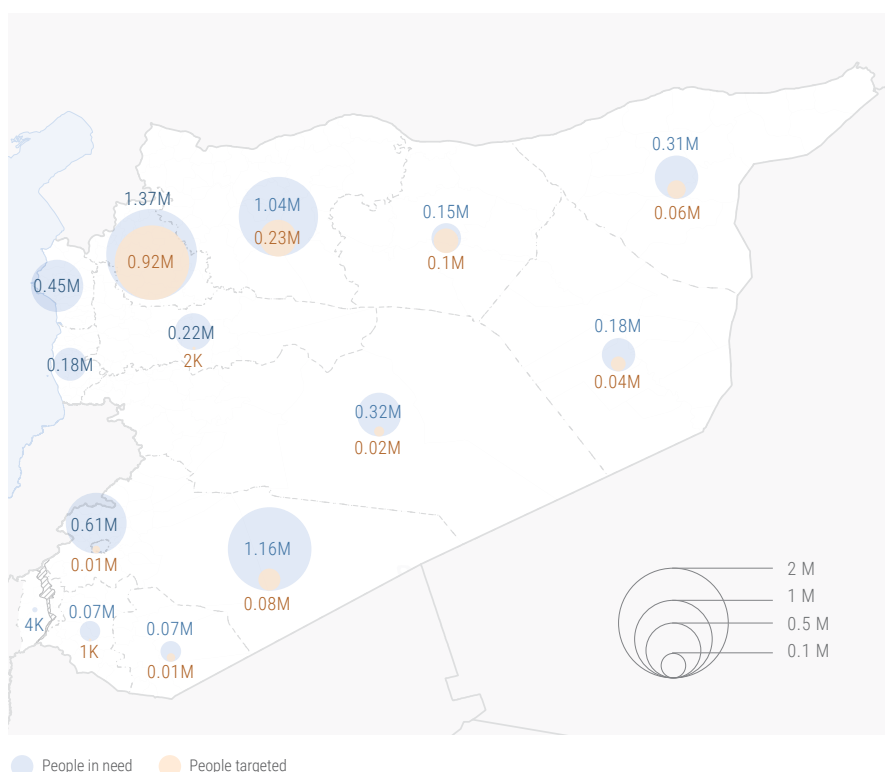 0.31M
0.06M
1.37M
0.92M
1.04M
0.23M
0.15M
0.1M
0.45M
0.22M
2K
0.18M
0.18M
0.04M
0.32M
0.02M
0.61M
0.01M
1.16M
0.08M
4K
0.07M
1K
0.07M
0.01M
2 M
1 M
0.5 M
0.1 M
People in need
People targeted